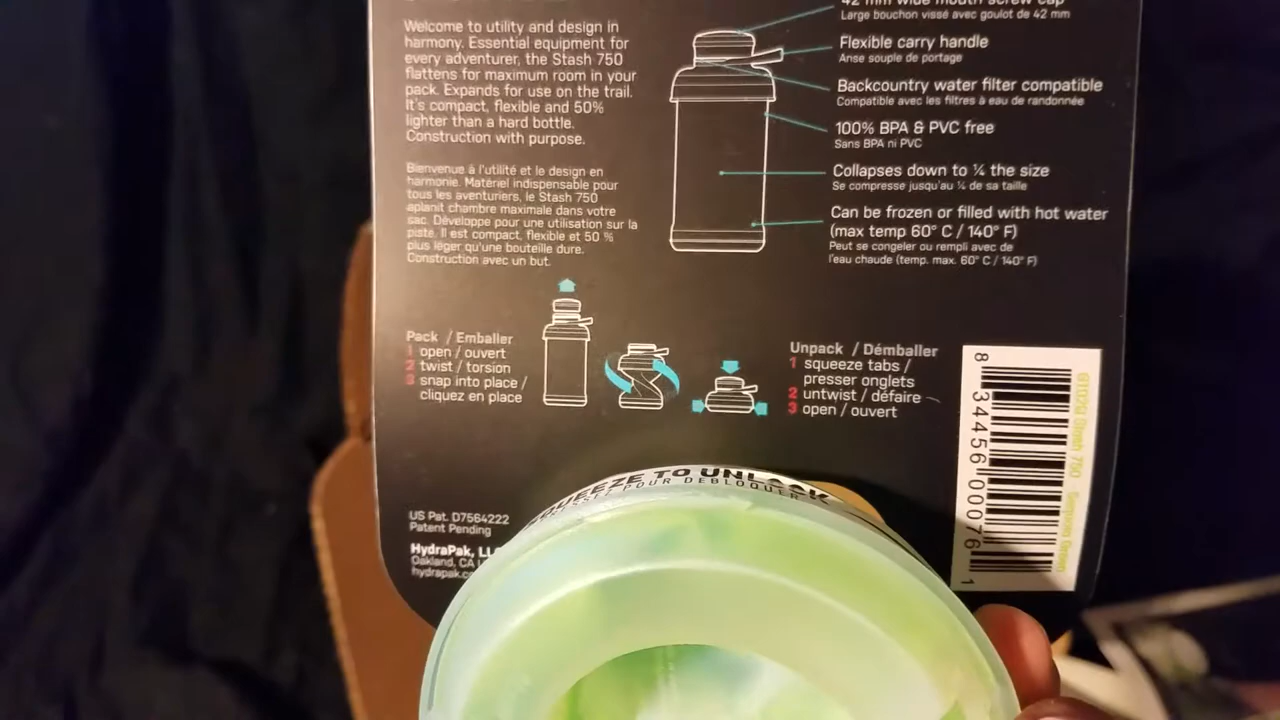 42 mm wide mouth screw cap
Large bouchon vissé avec goulot de 42 mm
Welcome to utility and design in
harmony. Essential equipment for
every adventurer, the Stash 750
flattens for maximum room in your
pack. Expands for use on the trail.
It's compact, flexible and 50%
lighter than a hard bottle.
Construction with purpose.
Bienvenue à l'utilité et le design en
harmonie. Matériel indispensable pour
tous les aventuriers, le Stash 750
aplanit chambre maximale dans votre
sac. Développe pour une utilisation sur la
piste. Il est compact, flexible et 50 %
plus léger qu'une bouteille dure.
Construction avec un but.
Flexible carry handle
Anse souple de portage
Backcountry water filter compatible
Compatible avec les filtres à eau de randonnée
100% BPA & PVC free
Sans BPA ni PVC
Collapses down to ¼ the size
Se compresse jusqu'au ¼ de sa taille
Can be frozen or filled with hot water
(max temp 60° C / 140° F)
Peut se congeler ou rempli avec de
l'eau chaude (temp. max. 60° C / 140° F)
Pack / Emballer
1 open / ouvert
2 twist / torsion
3 snap into place /
cliquez en place
Unpack / Démballer
1 squeeze tabs /
presser onglets
2 untwist / défaire
3 open / ouvert
8 34456 00076 1
Stash 750
US Pat. D7564222
Patent Pending
HydraPak, LL
Oakland, CA
hydrapak.c
SQUEEZE TO UNLOCK
POUR DEBLOQUER